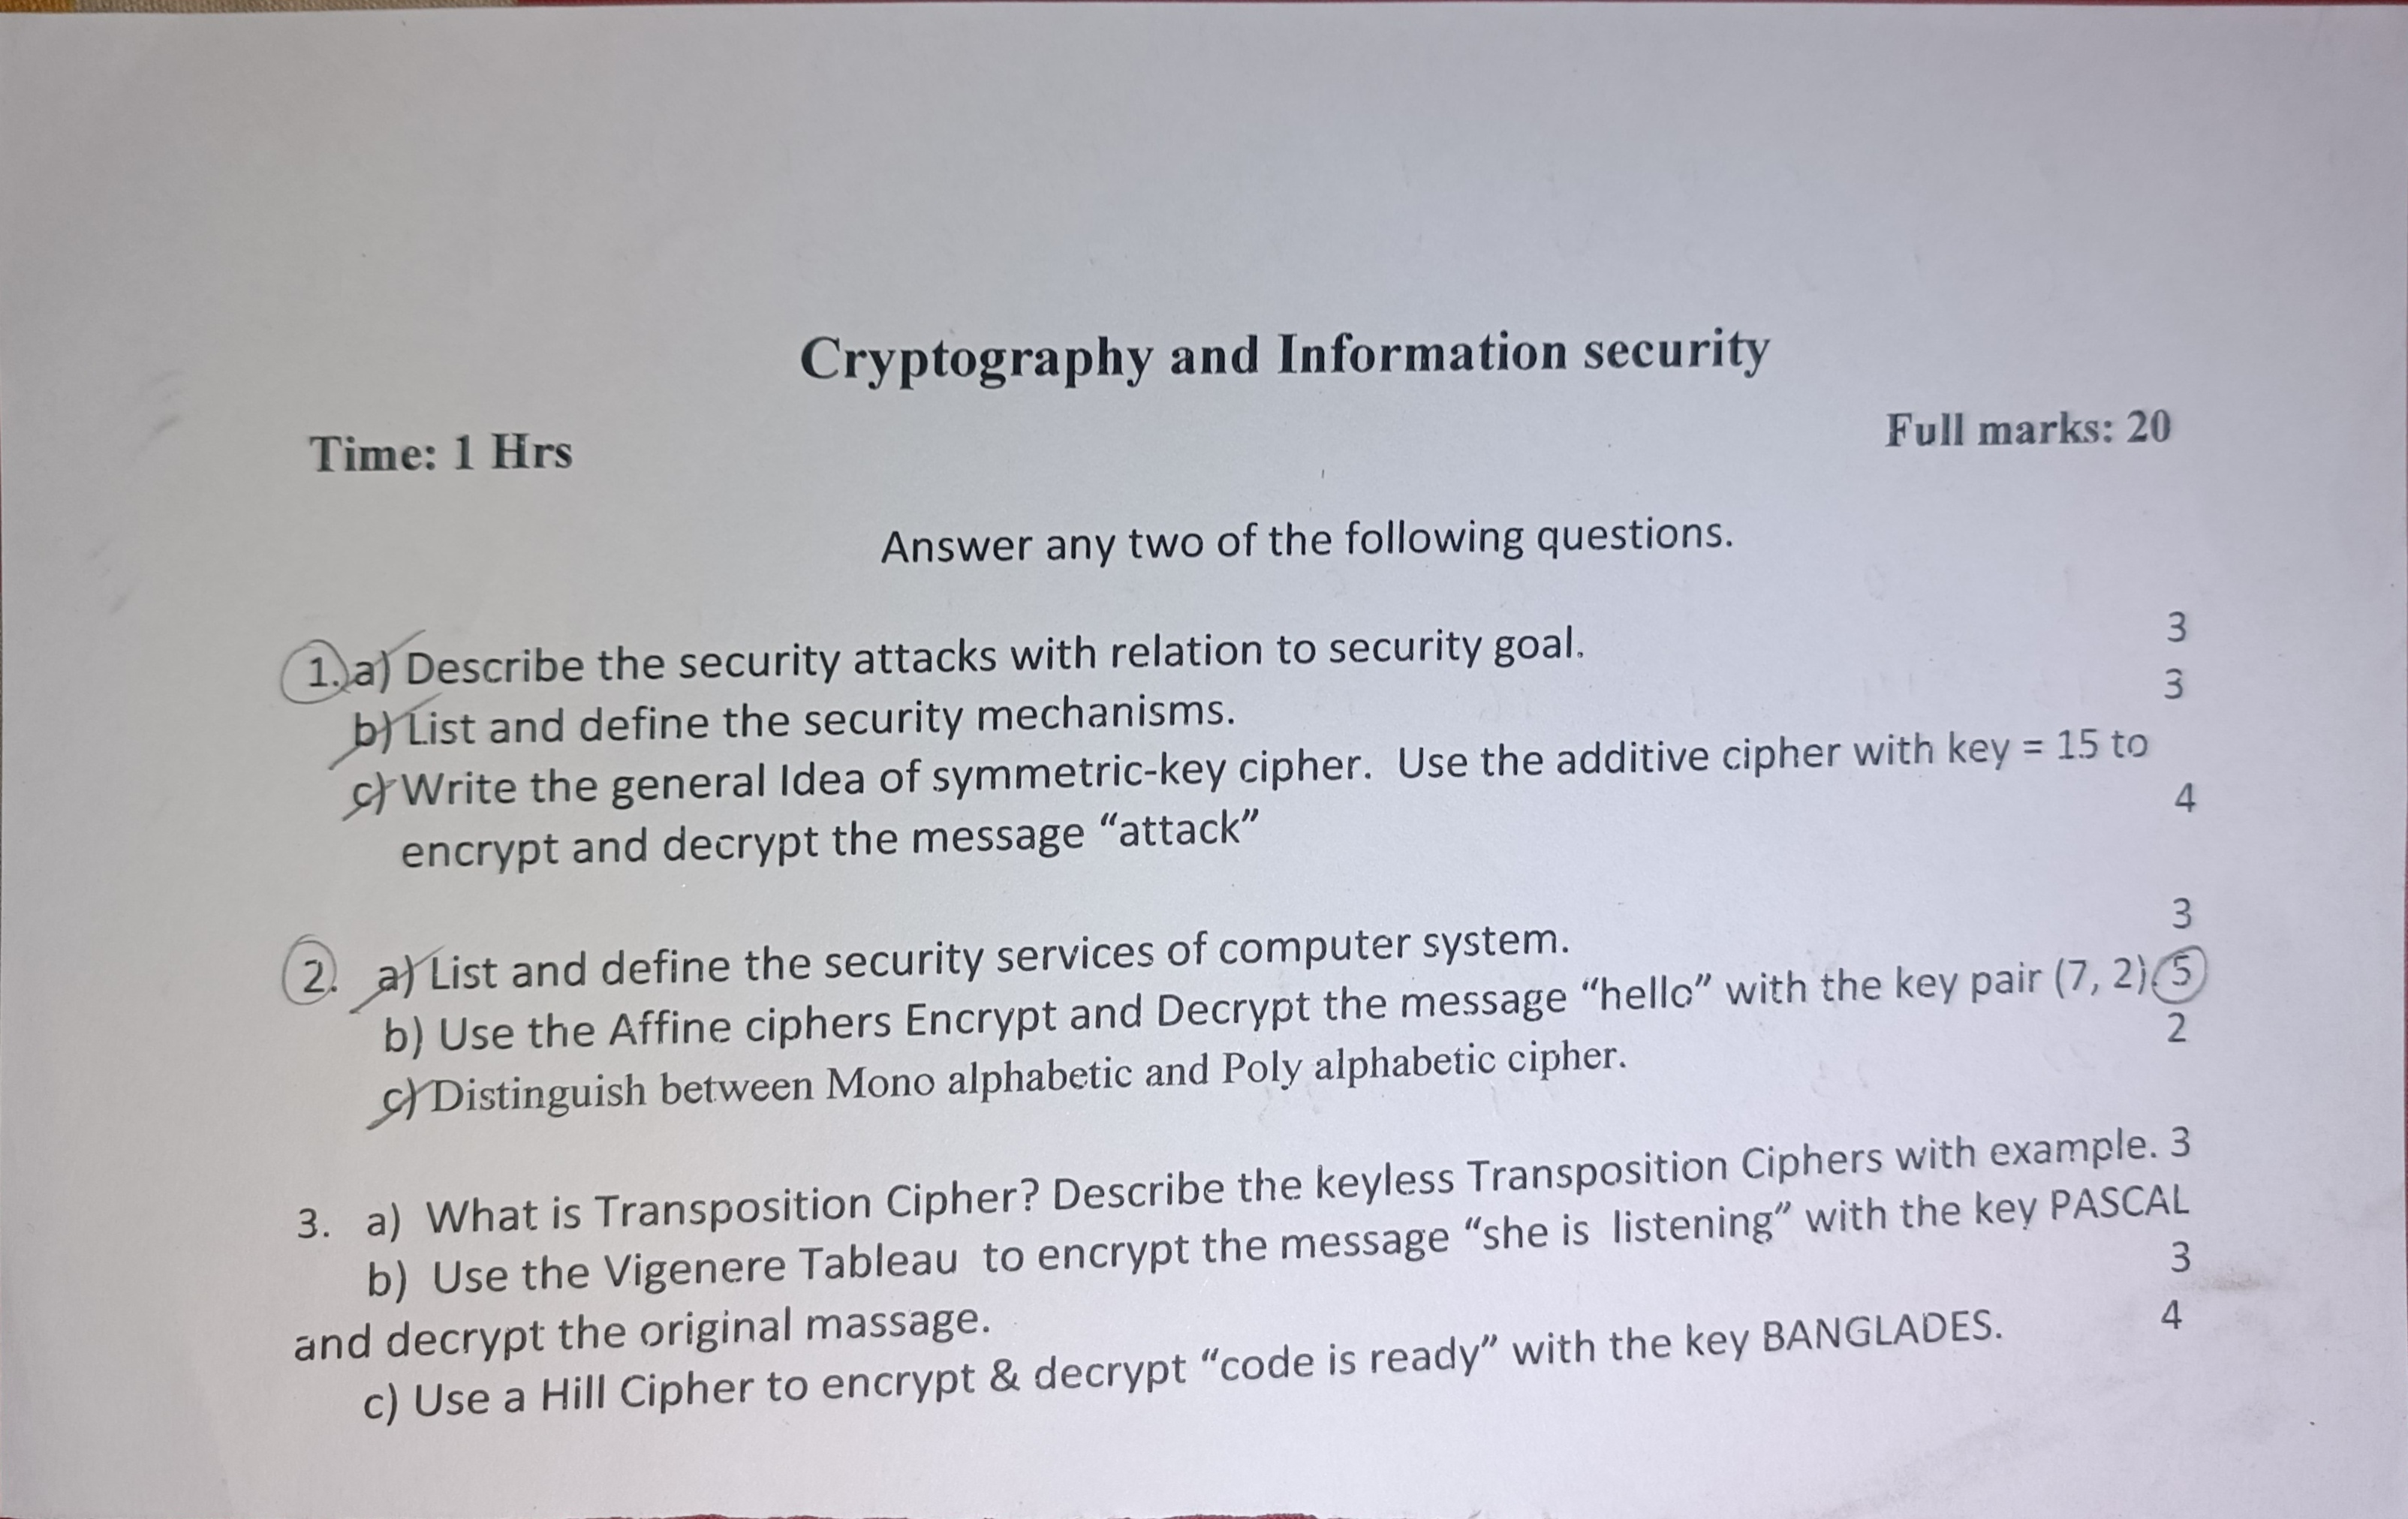 Cryptography and Information security
Time: 1 Hrs
Full marks: 20
Answer any two of the following questions.
1. a) Describe the security attacks with relation to security goal. 3
b) List and define the security mechanisms. 3
c) Write the general Idea of symmetric-key cipher. Use the additive cipher with key = 15 to
encrypt and decrypt the message “attack” 4
2. a) List and define the security services of computer system. 3
b) Use the Affine ciphers Encrypt and Decrypt the message “hello” with the key pair (7, 2). 5
c) Distinguish between Mono alphabetic and Poly alphabetic cipher. 2
3. a) What is Transposition Cipher? Describe the keyless Transposition Ciphers with example. 3
b) Use the Vigenere Tableau to encrypt the message “she is listening” with the key PASCAL
and decrypt the original massage. 3
c) Use a Hill Cipher to encrypt & decrypt “code is ready” with the key BANGLADES. 4